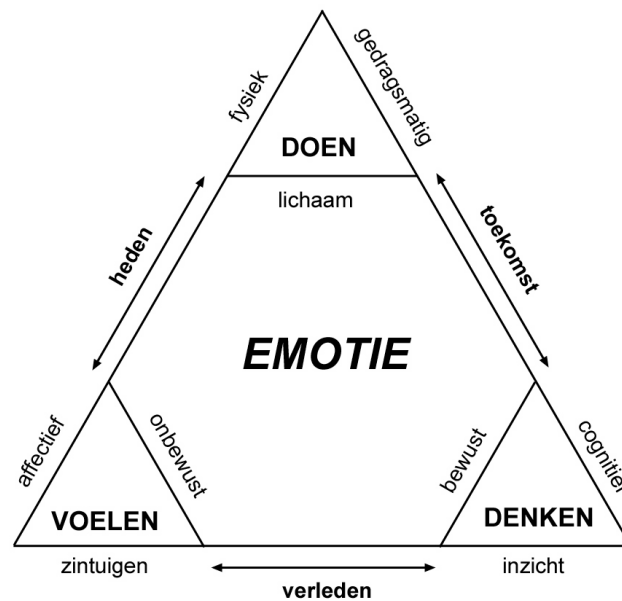 fysiek
gedragsmatig
DOEN
lichaam
heden
toekomst
EMOTIE
affectief
onbewust
bewust
cognitief
VOELEN
DENKEN
zintuigen
inzicht
verleden